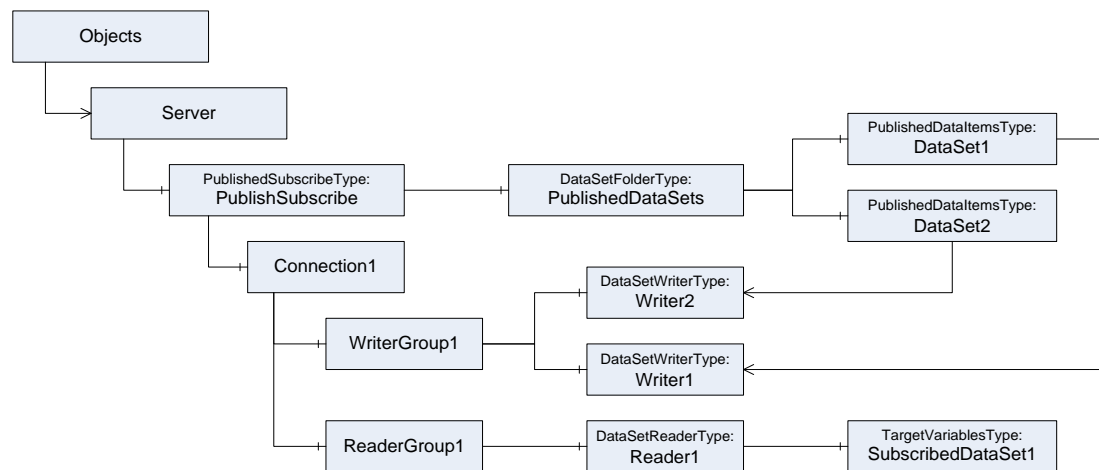 Objects
Server
PublishedSubscribeType:
PublishSubscribe
DataSetFolderType:
PublishedDataSets
PublishedDataItemsType:
DataSet1
PublishedDataItemsType:
DataSet2
Connection1
DataSetWriterType:
Writer2
WriterGroup1
DataSetWriterType:
Writer1
ReaderGroup1
DataSetReaderType:
Reader1
TargetVariablesType:
SubscribedDataSet1